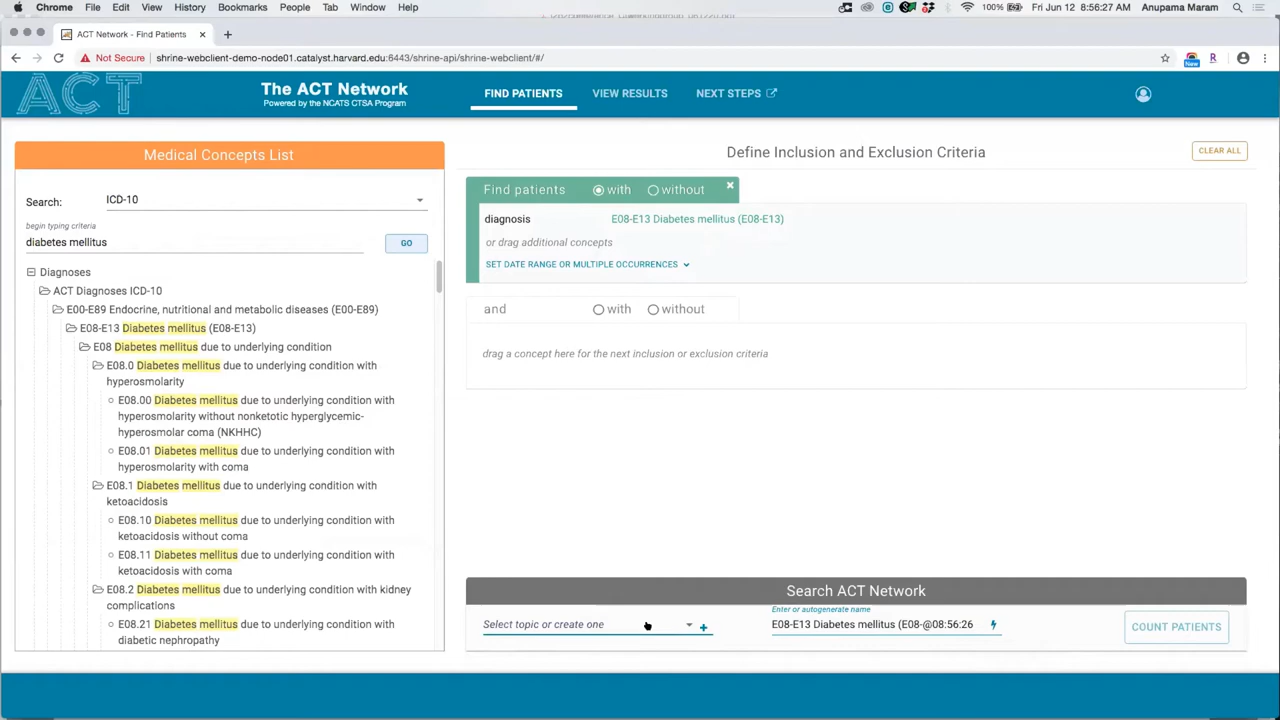 Chrome File Edit View History Bookmarks People Tab Window Help
100% Fri Jun 12 8:56:27 AM Anupama Maram
ACT Network - Find Patients
Not Secure shrine-webclient-demo-node01.catalyst.harvard.edu:6443/shrine-api/shrine-webclient/#/
New
R
ACT
The ACT Network
Powered by the NCATS CTSA Program
FIND PATIENTS VIEW RESULTS NEXT STEPS
Medical Concepts List
Search: ICD-10
begin typing criteria
diabetes mellitus
GO
Diagnoses
ACT Diagnoses ICD-10
E00-E89 Endocrine, nutritional and metabolic diseases (E00-E89)
E08-E13 Diabetes mellitus (E08-E13)
E08 Diabetes mellitus due to underlying condition
E08.0 Diabetes mellitus due to underlying condition with
hyperosmolarity
E08.00 Diabetes mellitus due to underlying condition with
hyperosmolarity without nonketotic hyperglycemic-
hyperosmolar coma (NKHHC)
E08.01 Diabetes mellitus due to underlying condition with
hyperosmolarity with coma
E08.1 Diabetes mellitus due to underlying condition with
ketoacidosis
E08.10 Diabetes mellitus due to underlying condition with
ketoacidosis without coma
E08.11 Diabetes mellitus due to underlying condition with
ketoacidosis with coma
E08.2 Diabetes mellitus due to underlying condition with kidney
complications
E08.21 Diabetes mellitus due to underlying condition with
diabetic nephropathy
Define Inclusion and Exclusion Criteria
CLEAR ALL
Find patients with without
diagnosis E08-E13 Diabetes mellitus (E08-E13)
or drag additional concepts
SET DATE RANGE OR MULTIPLE OCCURRENCES
and with without
drag a concept here for the next inclusion or exclusion criteria
Search ACT Network
Select topic or create one
Enter or autogenerate name
E08-E13 Diabetes mellitus (E08-@08:56:26
COUNT PATIENTS